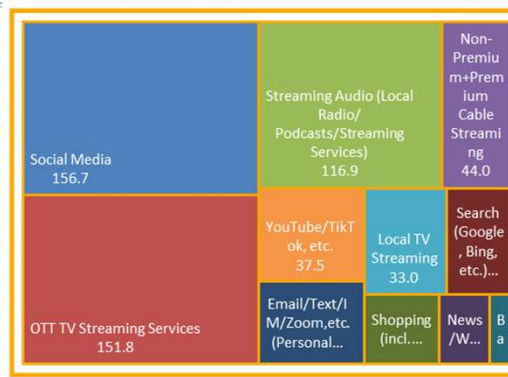 Social Media
156.7
OTT TV Streaming Services
151.8
Streaming Audio (Local
Radio/
Podcasts/Streaming
Services)
116.9
Non-
Premiu
m+Prem
ium
Cable
Streami
ng
44.0
YouTube/TikT
ok, etc.
37.5
Local TV
Streaming
33.0
Search
(Google
, Bing,
etc.)...
Email/Text/I
M/Zoom,etc.
(Personal...
Shopping
(incl....
News
/W...
B
a